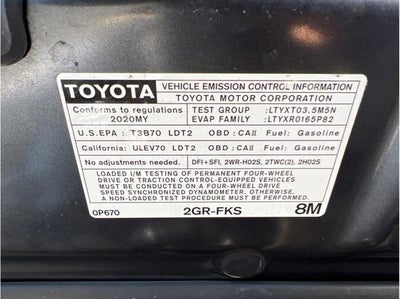 TOYOTA VEHICLE EMISSION CONTROL INFORMATION
TOYOTA MOTOR CORPORATION
Conforms to regulations TEST GROUP :LTYXT03.5M5N
2020MY EVAP FAMILY :LTYXR0165P82
U.S.EPA : T3B70 LDT2 OBD : CaII Fuel: Gasoline
California: ULEV70 LDT2 OBD : CaII Fuel: Gasoline
No adjustments needed. DFI+SFI, 2WR-HO2S, 2TWC(2), 2HO2S
LOADED I/M TESTING OF PERMANENT FOUR-WHEEL
DRIVE OR TRACTION CONTROL-EQUIPPED VEHICLES
MUST BE CONDUCTED ON A SYNCHRONIZED, FOUR-WHEEL
SPEED SYNCHRONIZED DYNAMOMETER. OTHERWISE,
A NON-LOADED TEST PROCEDURE MUST BE PERFORMED.
0P670 2GR-FKS 8M